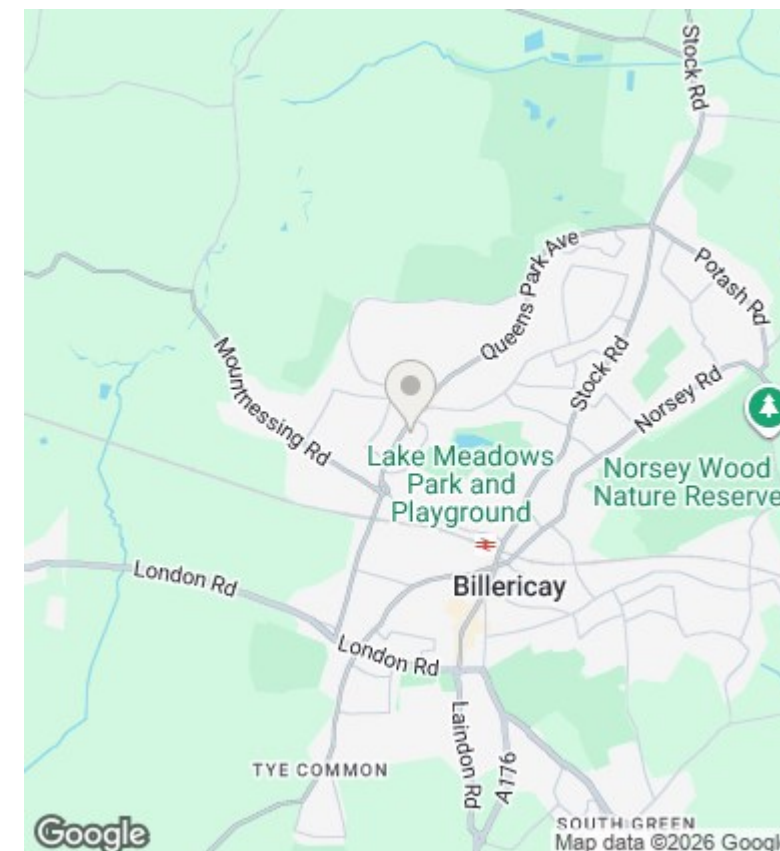 Stock Rd
Queens Park Ave
Potash Rd
Mountnessing Rd
Stock Rd
Norsey Rd
Lake Meadows
Park and
Playground
Norsey Wood
Nature Reserve
London Rd
Billericay
London Rd
Laindon Rd
A176
TYE COMMON
SOUTH GREEN
Google
Map data ©2026 Google